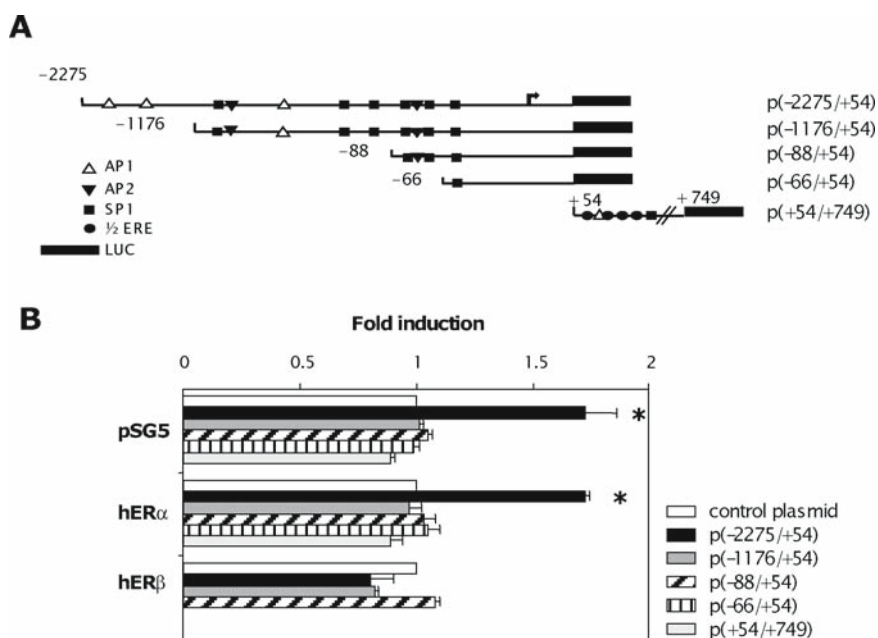 A
−2275
p(−2275/+54)
−1176
p(−1176/+54)
−88
p(−88/+54)
−66
p(−66/+54)
+54
+749
p(+54/+749)
AP1
AP2
SP1
½ ERE
LUC
B
Fold induction
0 0.5 1 1.5 2
pSG5
*
hERα
*
hERβ
control plasmid
p(−2275/+54)
p(−1176/+54)
p(−88/+54)
p(−66/+54)
p(+54/+749)